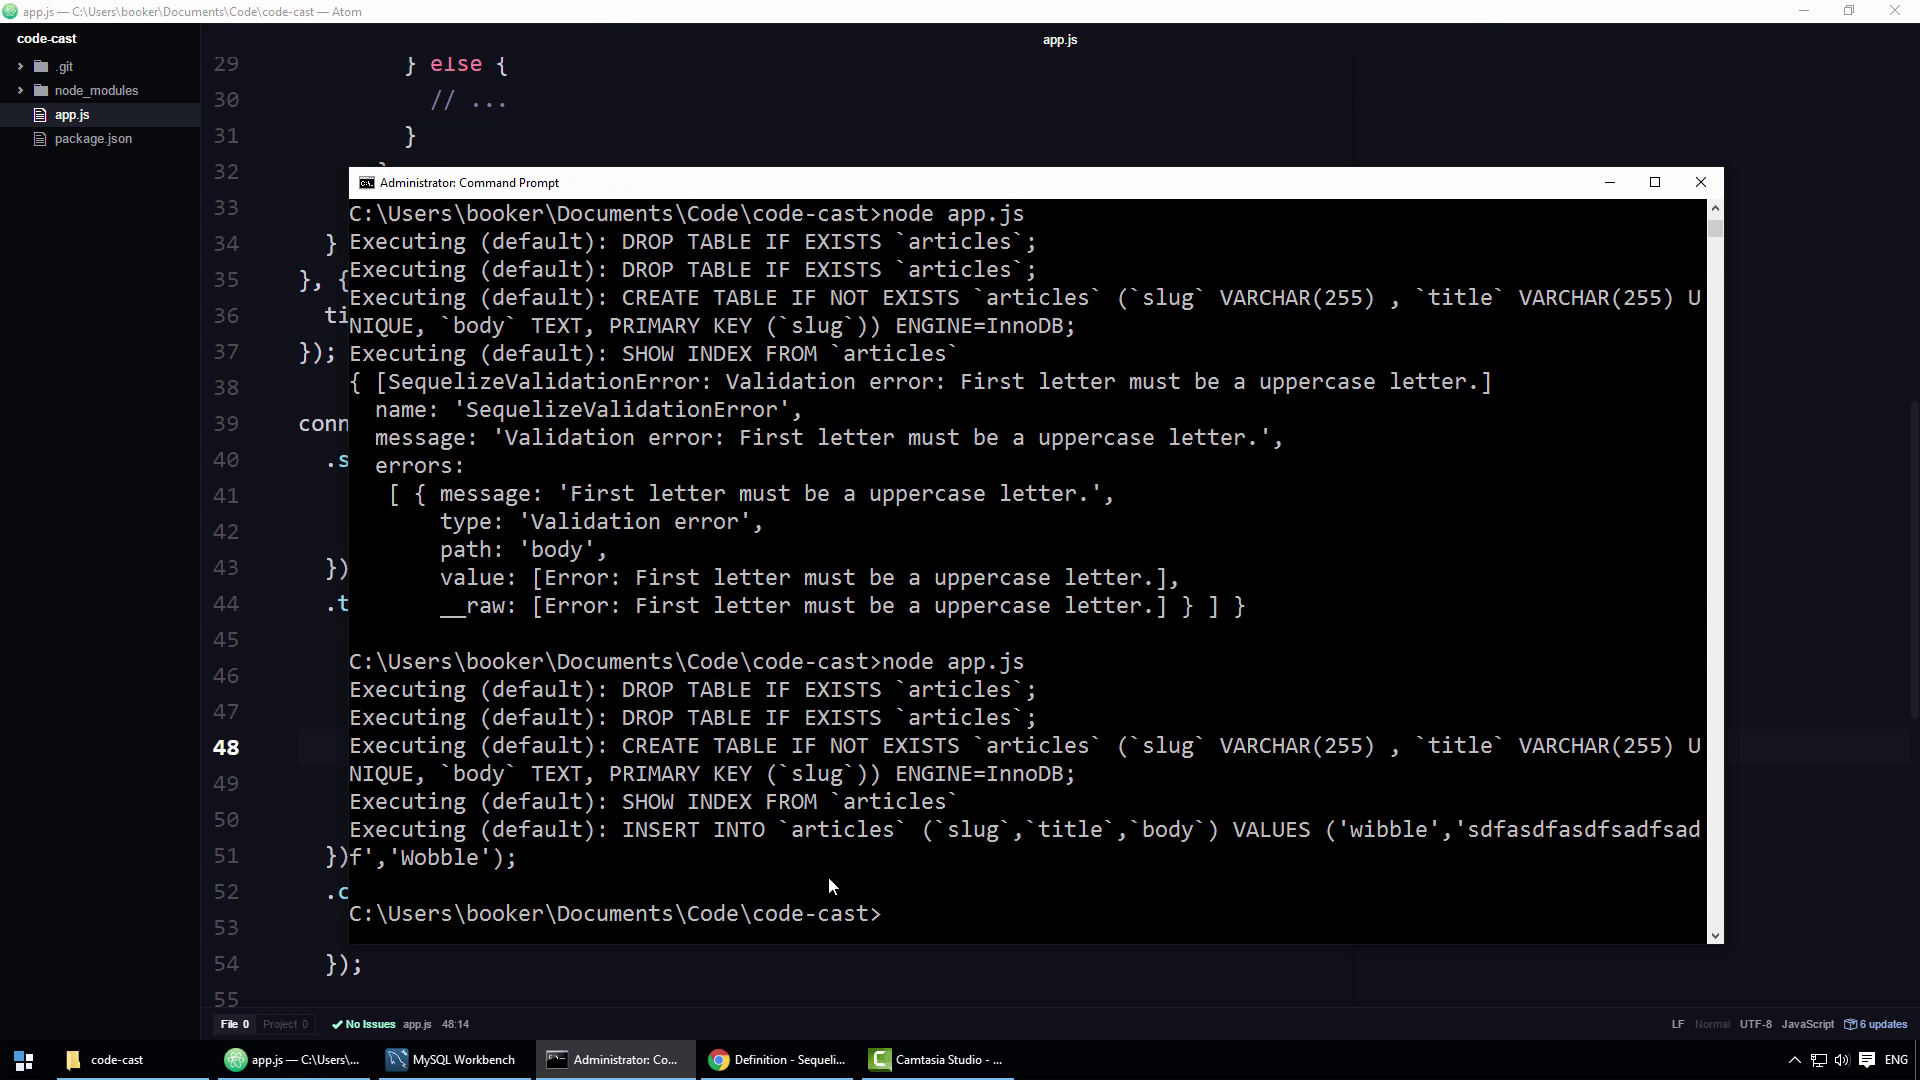 app.js — C:\Users\booker\Documents\Code\code-cast — Atom
code-cast
.git
node_modules
app.js
package.json
app.js
29 } else {
30 // ...
31 }
32
33
34 }
35 }, {
36 ti
37 });
38
39 conn
40 .s
41
42
43 })
44 .t
45
46
47
48
49
50
51 })
52 .c
53
54 });
55
Administrator: Command Prompt
C:\Users\booker\Documents\Code\code-cast>node app.js
Executing (default): DROP TABLE IF EXISTS `articles`;
Executing (default): DROP TABLE IF EXISTS `articles`;
Executing (default): CREATE TABLE IF NOT EXISTS `articles` (`slug` VARCHAR(255) , `title` VARCHAR(255) U
NIQUE, `body` TEXT, PRIMARY KEY (`slug`)) ENGINE=InnoDB;
Executing (default): SHOW INDEX FROM `articles`
{ [SequelizeValidationError: Validation error: First letter must be a uppercase letter.]
name: 'SequelizeValidationError',
message: 'Validation error: First letter must be a uppercase letter.',
errors:
[ { message: 'First letter must be a uppercase letter.',
type: 'Validation error',
path: 'body',
value: [Error: First letter must be a uppercase letter.],
__raw: [Error: First letter must be a uppercase letter.] } ] }
C:\Users\booker\Documents\Code\code-cast>node app.js
Executing (default): DROP TABLE IF EXISTS `articles`;
Executing (default): DROP TABLE IF EXISTS `articles`;
Executing (default): CREATE TABLE IF NOT EXISTS `articles` (`slug` VARCHAR(255) , `title` VARCHAR(255) U
NIQUE, `body` TEXT, PRIMARY KEY (`slug`)) ENGINE=InnoDB;
Executing (default): SHOW INDEX FROM `articles`
Executing (default): INSERT INTO `articles` (`slug`,`title`,`body`) VALUES ('wibble','sdfasdfasdfsadfsad
f','Wobble');
C:\Users\booker\Documents\Code\code-cast>
File 0 Project 0 No Issues app.js 48:14 LF Normal UTF-8 JavaScript 6 updates
code-cast app.js — C:\Users\... MySQL Workbench Administrator: Co... Definition - Sequeli... Camtasia Studio - ... ENG